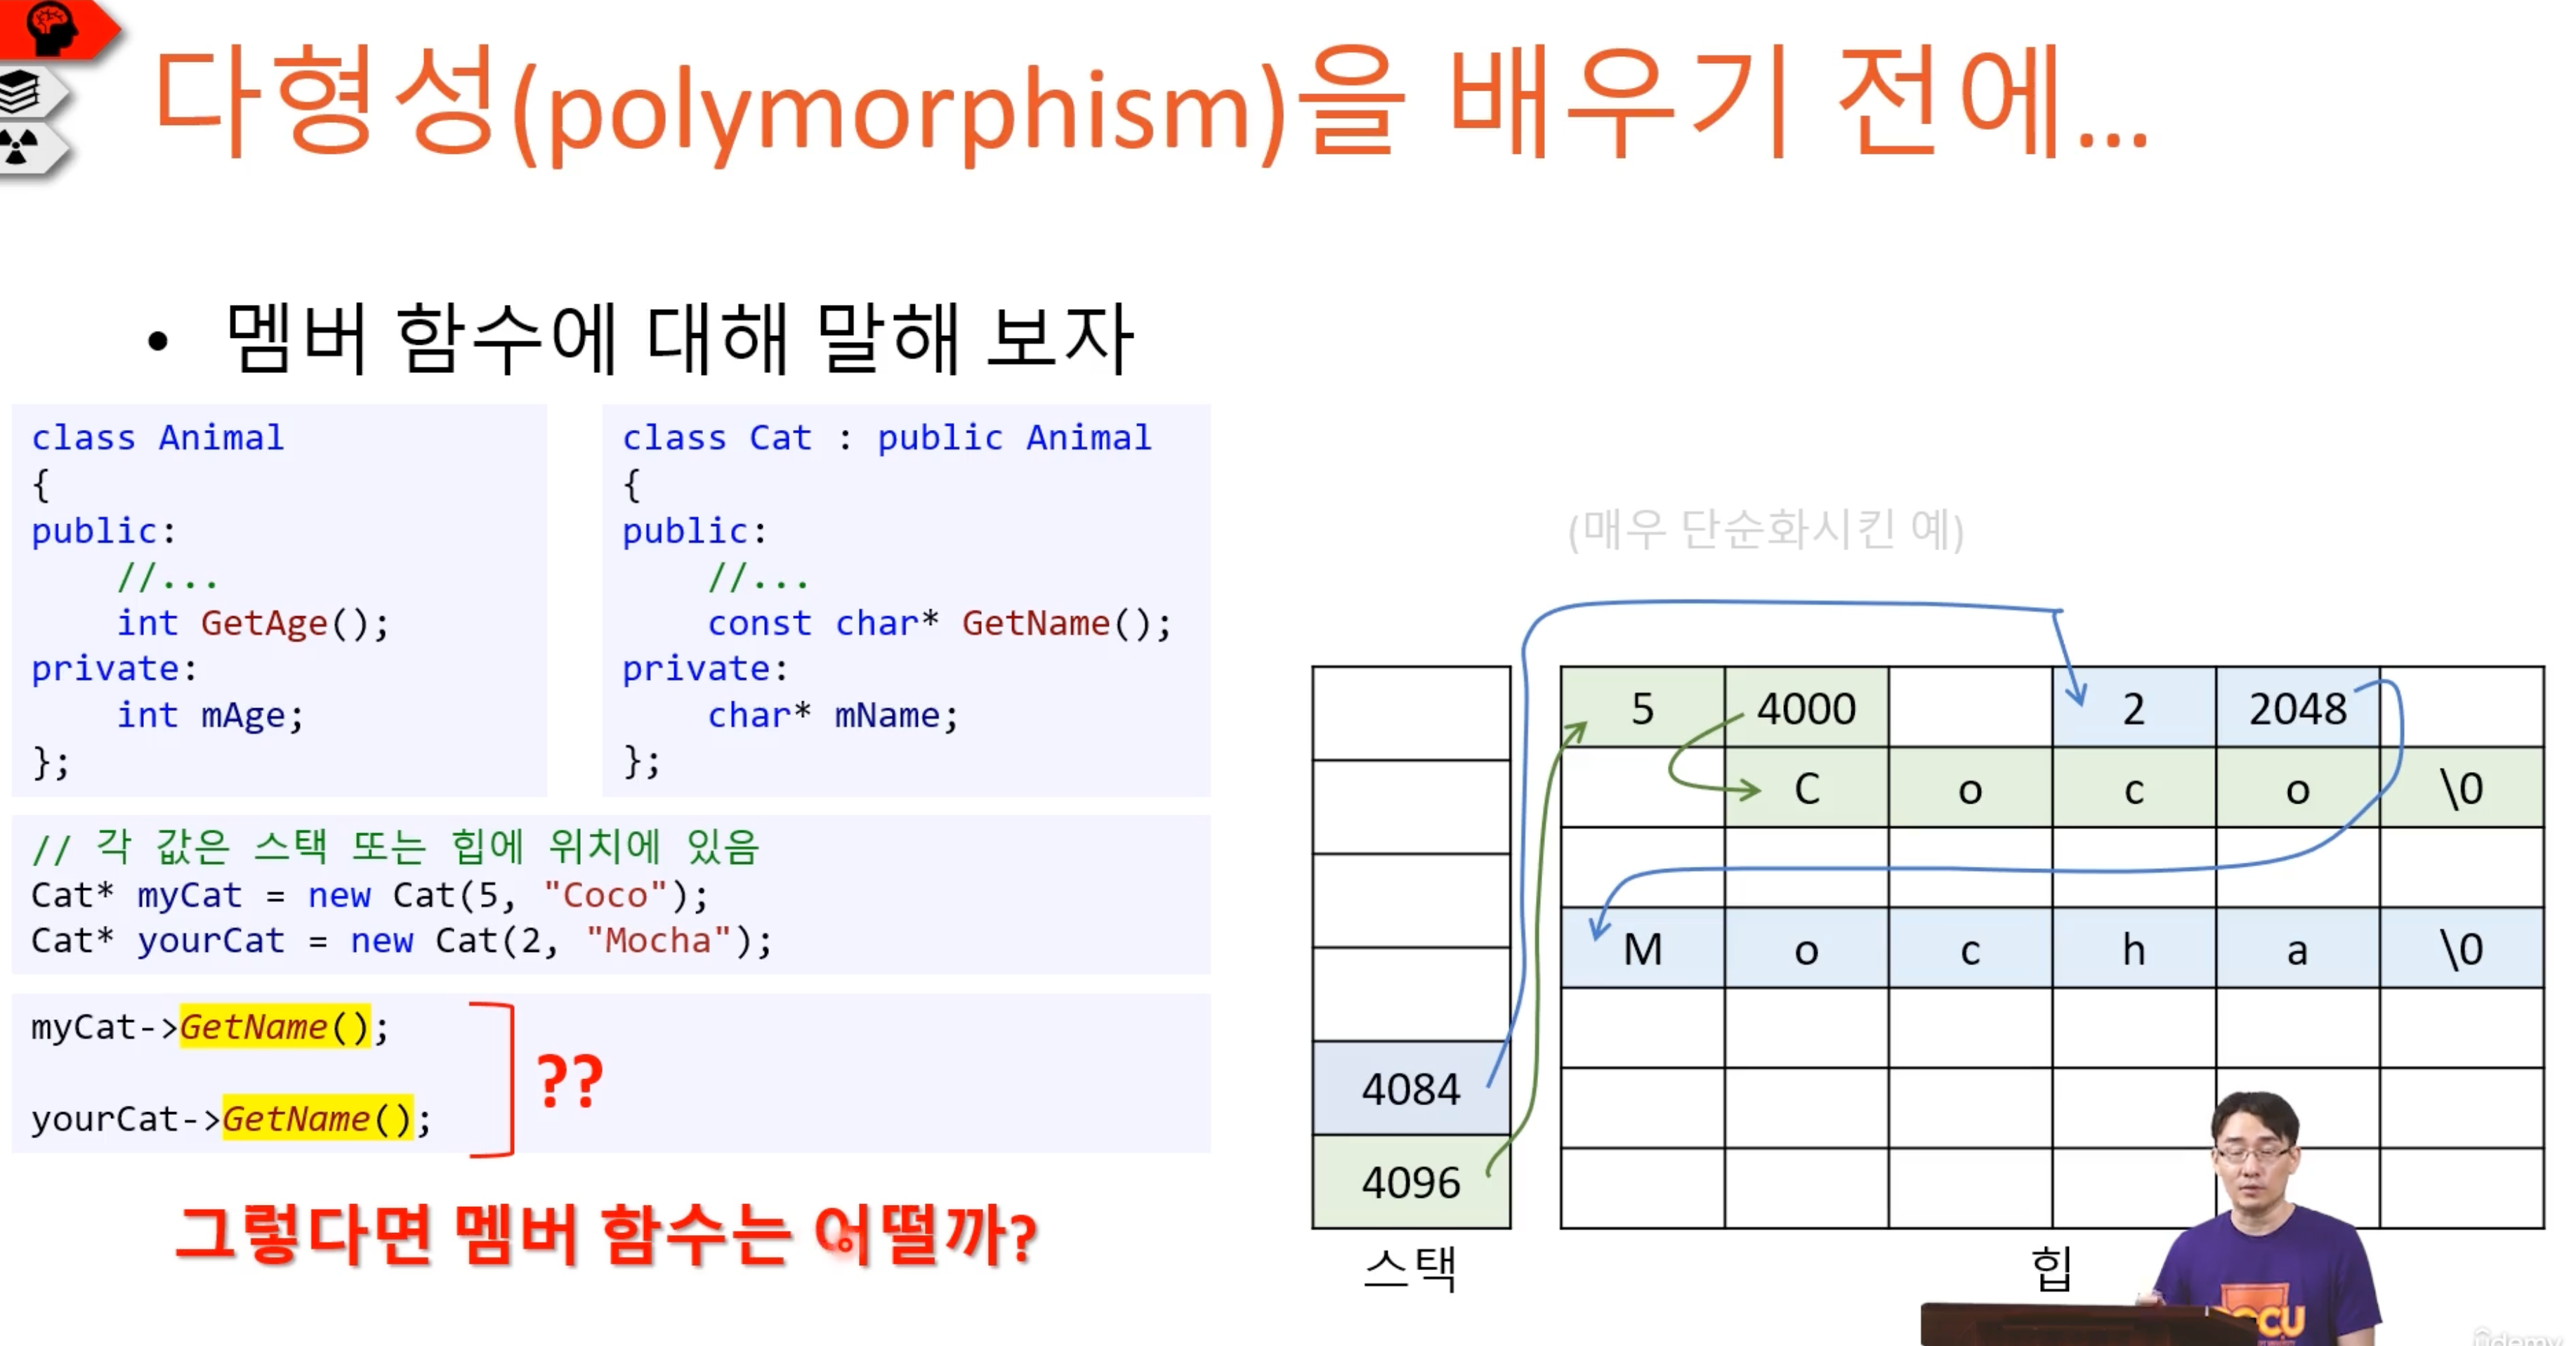 다형성(polymorphism)을 배우기 전에...
• 멤버 함수에 대해 말해 보자
class Animal
{
public:
    //...
    int GetAge();
private:
    int mAge;
};
class Cat : public Animal
{
public:
    //...
    const char* GetName();
private:
    char* mName;
};
// 각 값은 스택 또는 힙에 위치에 있음
Cat* myCat = new Cat(5, "Coco");
Cat* yourCat = new Cat(2, "Mocha");
myCat->GetName();
yourCat->GetName();
??
그렇다면 멤버 함수는 어떨까?
(매우 단순화시킨 예)
4084
4096
스택
5 4000 2 2048
C o c o \0
M o c h a \0
힙
CU
ûdemy